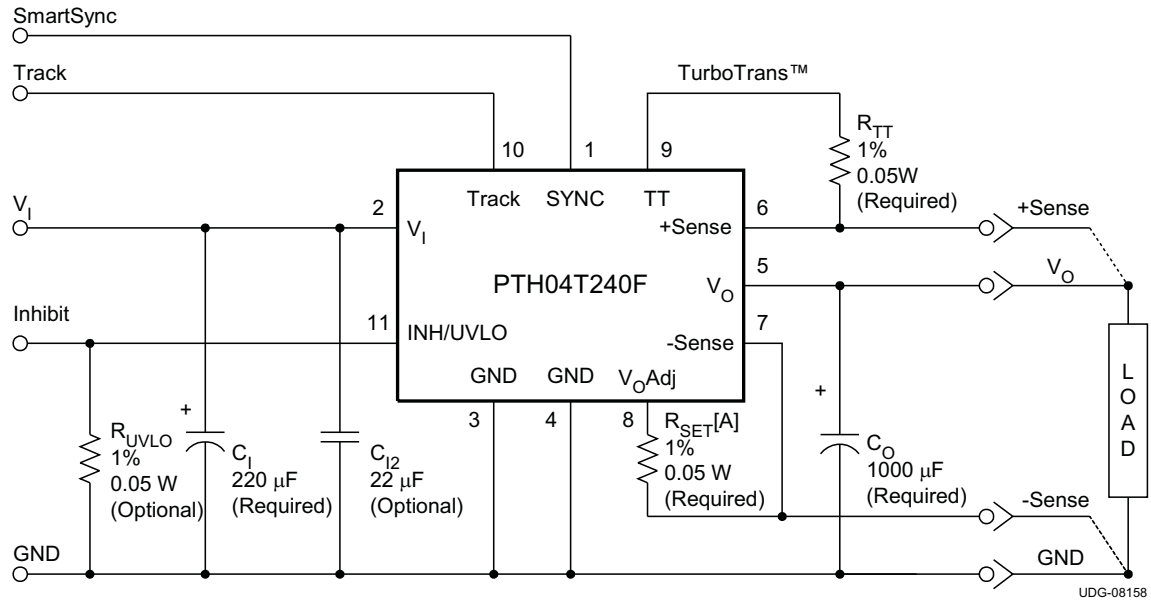 SmartSync
Track
TurboTrans™
R_TT
1%
0.05W
(Required)
10
1
9
Track
SYNC
TT
V_I
2
V_I
+Sense
6
+Sense
PTH04T240F
V_O
5
V_O
Inhibit
11
INH/UVLO
-Sense
7
GND
GND
V_OAdj
3
4
8
R_SET[A]
1%
0.05 W
(Required)
R_UVLO
1%
0.05 W
(Optional)
+
C_I
220 μF
(Required)
C_I2
22 μF
(Optional)
+
C_O
1000 μF
(Required)
L
O
A
D
-Sense
GND
GND
UDG-08158